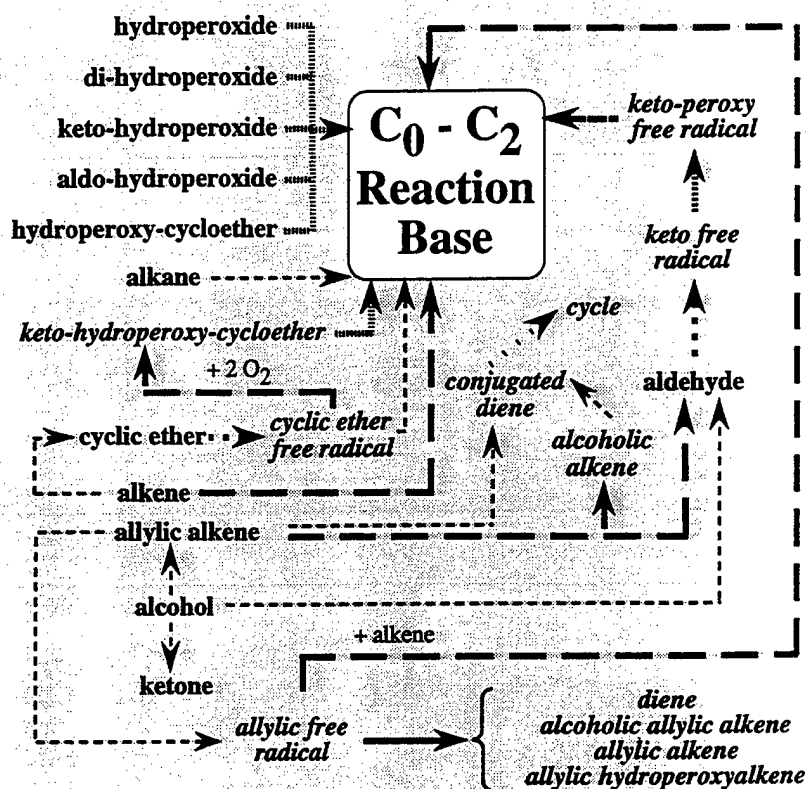 hydroperoxide
di-hydroperoxide
keto-hydroperoxide
aldo-hydroperoxide
hydroperoxy-cycloether
alkane
C0 - C2
Reaction
Base
keto-peroxy
free radical
keto free
radical
keto-hydroperoxy-cycloether
+ 2 O2
cycle
conjugated
diene
aldehyde
cyclic ether
cyclic ether
free radical
alcoholic
alkene
alkene
allylic alkene
alcohol
+ alkene
ketone
allylic free
radical
diene
alcoholic allylic alkene
allylic alkene
allylic hydroperoxyalkene